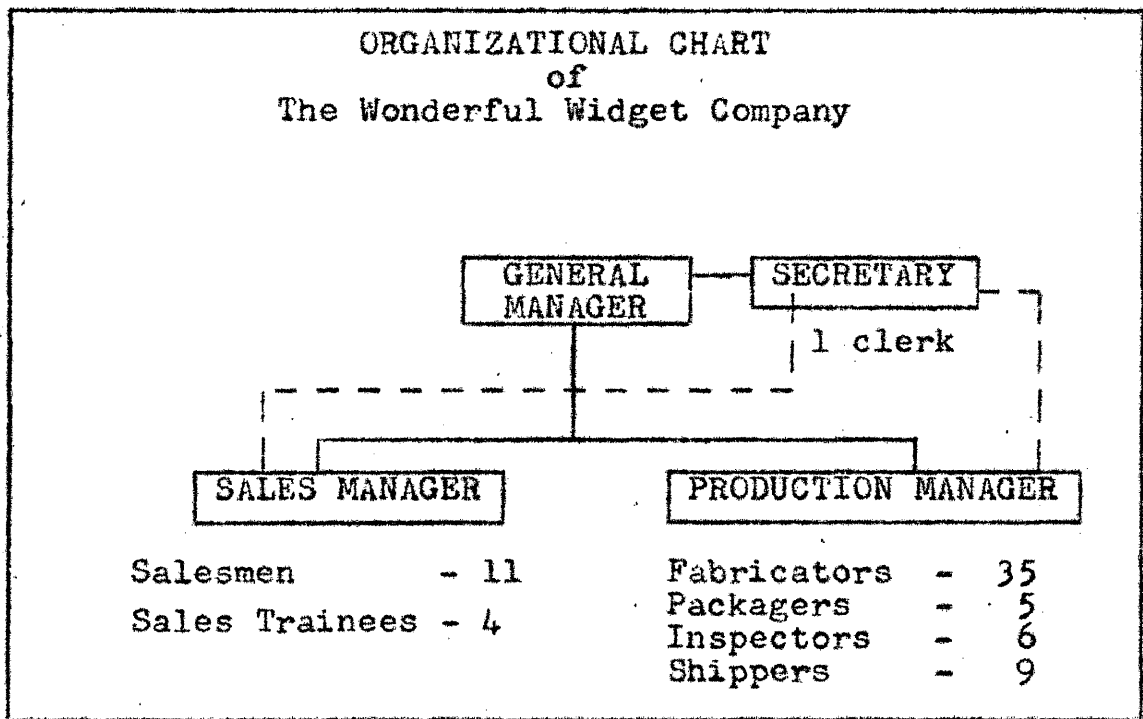 ORGANIZATIONAL CHART
of
The Wonderful Widget Company
GENERAL
MANAGER
SECRETARY
1 clerk
SALES MANAGER
PRODUCTION MANAGER
Salesmen - 11
Sales Trainees - 4
Fabricators - 35
Packagers - 5
Inspectors - 6
Shippers - 9